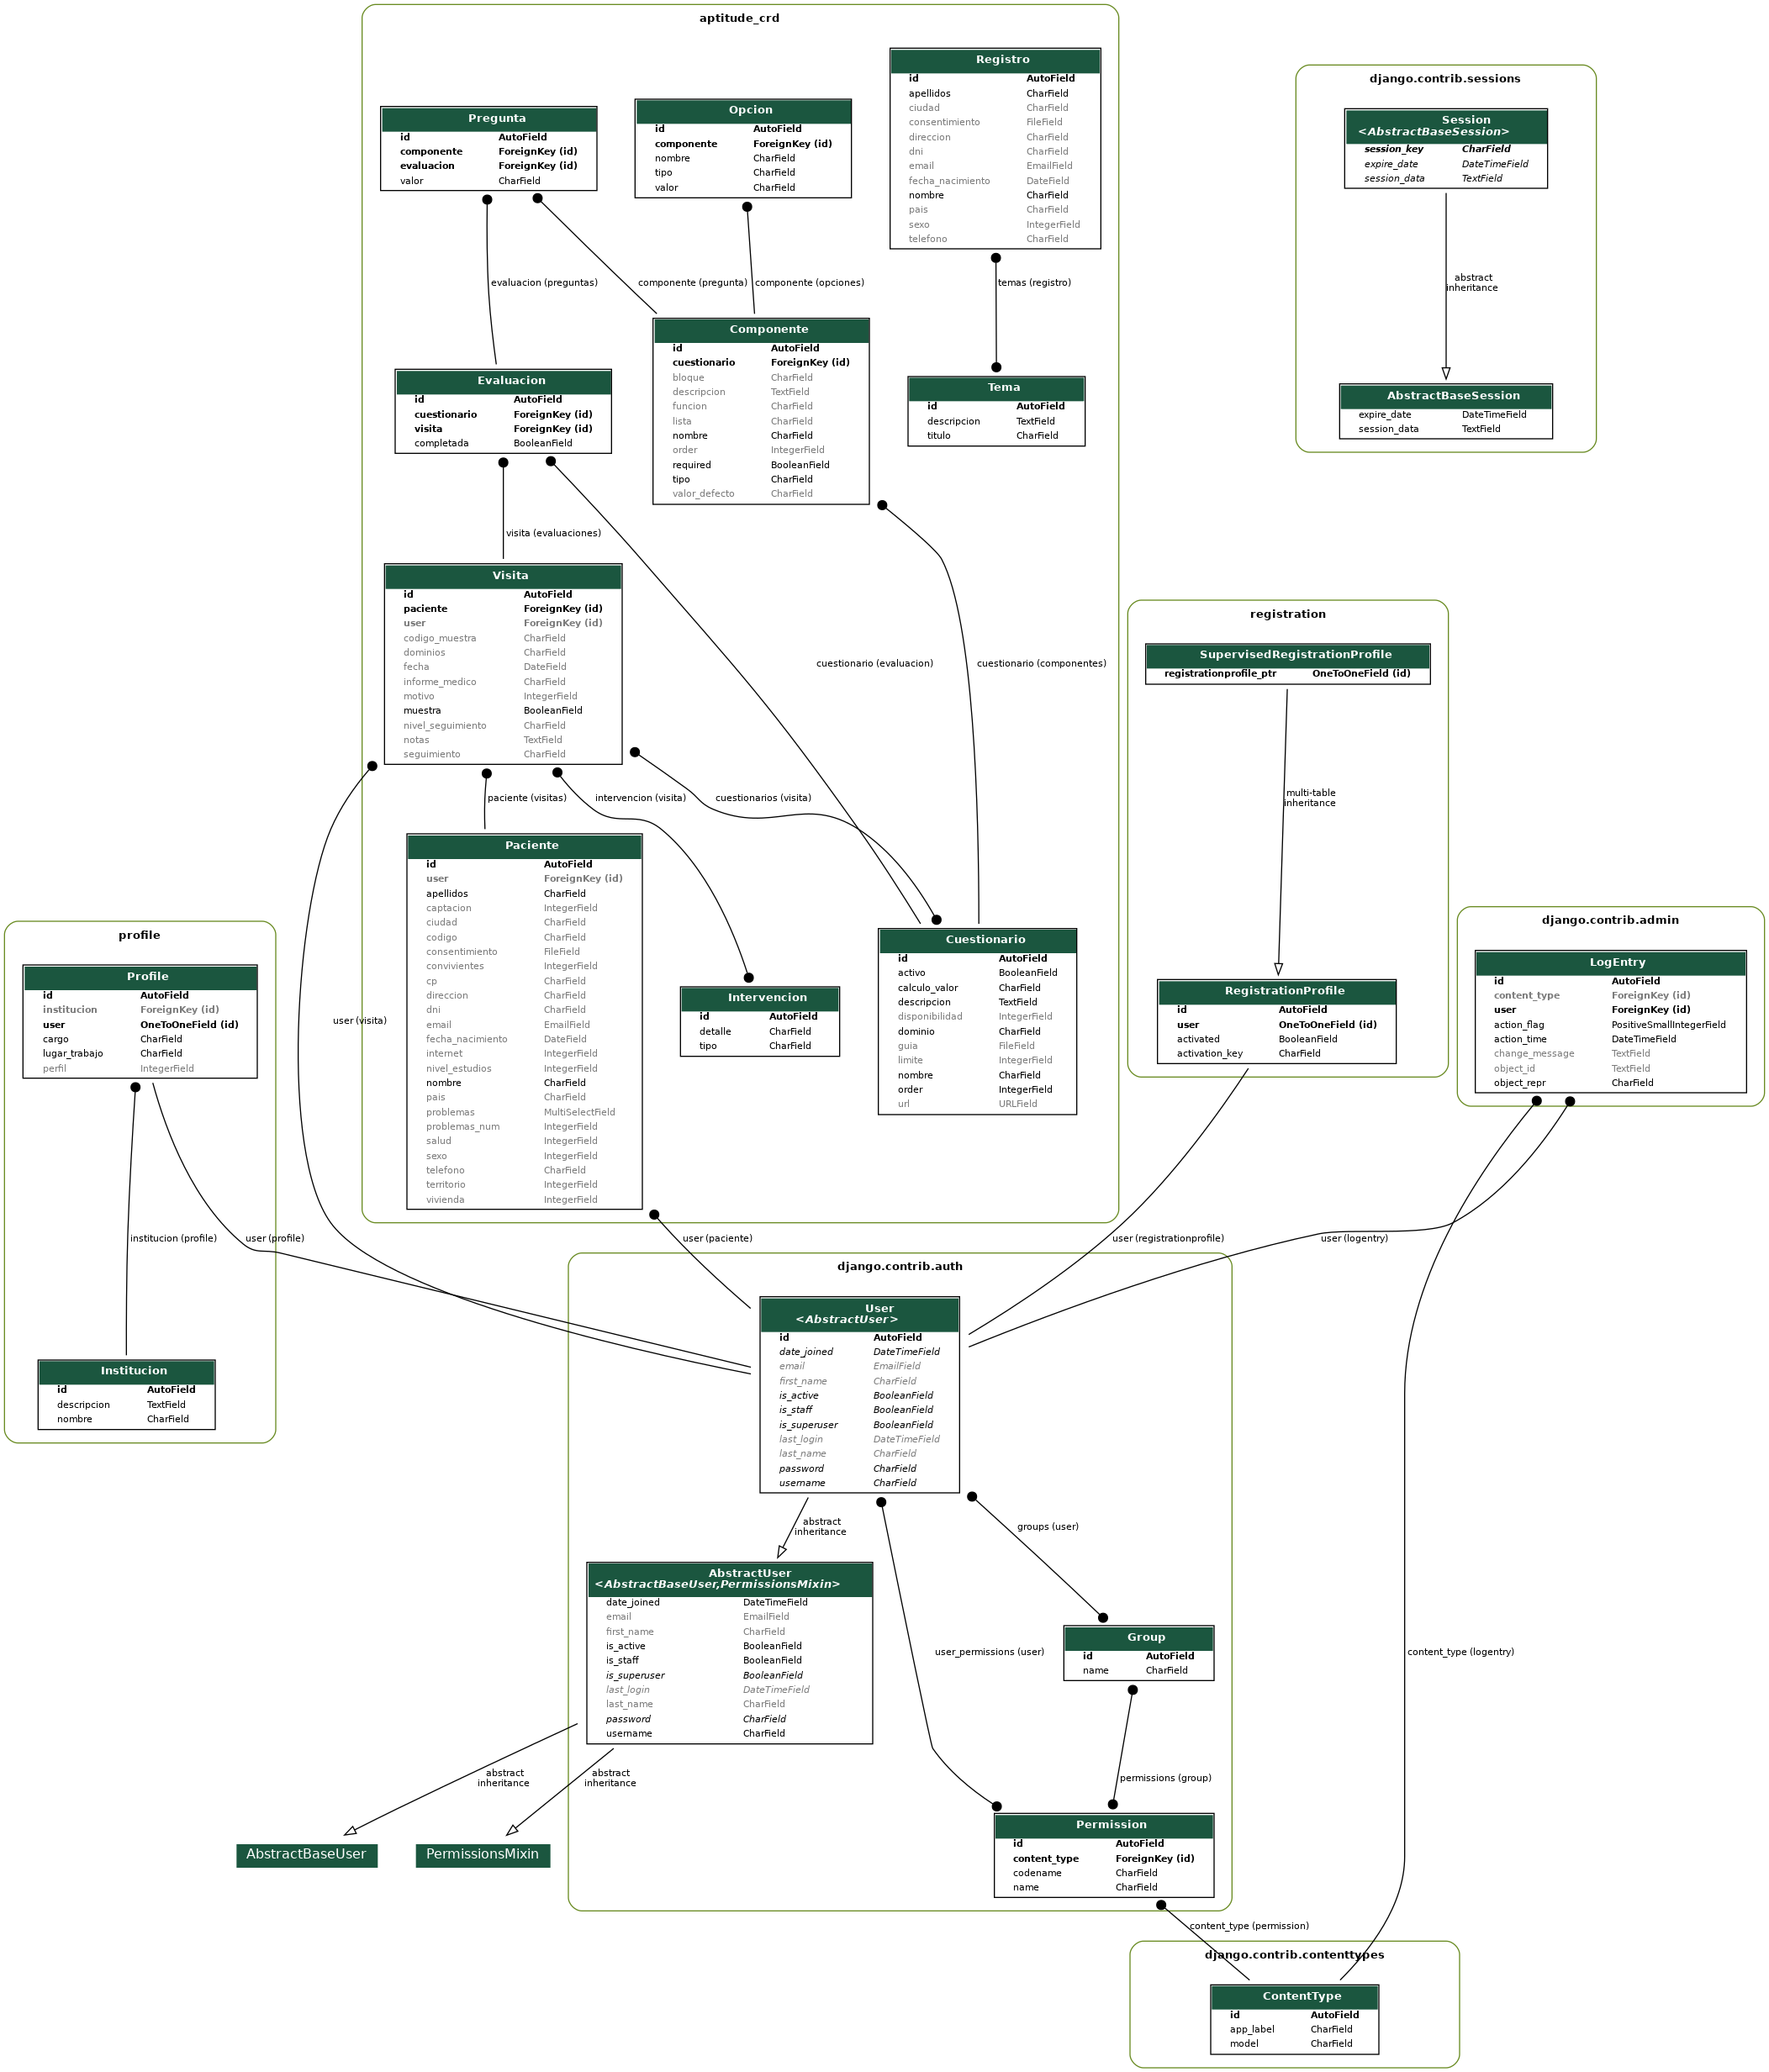 aptitude_crd
Registro
id AutoField
apellidos CharField
ciudad CharField
consentimiento FileField
direccion CharField
dni CharField
email EmailField
fecha_nacimiento DateField
nombre CharField
pais CharField
sexo IntegerField
telefono CharField
Pregunta
id AutoField
componente ForeignKey (id)
evaluacion ForeignKey (id)
valor CharField
Opcion
id AutoField
componente ForeignKey (id)
nombre CharField
tipo CharField
valor CharField
evaluacion (preguntas)
componente (pregunta)
componente (opciones)
temas (registro)
Componente
id AutoField
cuestionario ForeignKey (id)
bloque CharField
descripcion TextField
funcion CharField
lista CharField
nombre CharField
order IntegerField
required BooleanField
tipo CharField
valor_defecto CharField
Evaluacion
id AutoField
cuestionario ForeignKey (id)
visita ForeignKey (id)
completada BooleanField
Tema
id AutoField
descripcion TextField
titulo CharField
visita (evaluaciones)
cuestionario (evaluacion)
cuestionario (componentes)
Visita
id AutoField
paciente ForeignKey (id)
user ForeignKey (id)
codigo_muestra CharField
dominios CharField
fecha DateField
informe_medico CharField
motivo IntegerField
muestra BooleanField
nivel_seguimiento CharField
notas TextField
seguimiento CharField
paciente (visitas)
intervencion (visita)
cuestionarios (visita)
user (visita)
Paciente
id AutoField
user ForeignKey (id)
apellidos CharField
captacion IntegerField
ciudad CharField
codigo CharField
consentimiento FileField
convivientes IntegerField
cp CharField
direccion CharField
dni CharField
email EmailField
fecha_nacimiento DateField
internet IntegerField
nivel_estudios IntegerField
nombre CharField
pais CharField
problemas MultiSelectField
problemas_num IntegerField
salud IntegerField
sexo IntegerField
telefono CharField
territorio IntegerField
vivienda IntegerField
Intervencion
id AutoField
detalle CharField
tipo CharField
Cuestionario
id AutoField
activo BooleanField
calculo_valor CharField
descripcion TextField
disponibilidad IntegerField
dominio CharField
guia FileField
limite IntegerField
nombre CharField
order IntegerField
url URLField
django.contrib.sessions
Session
<AbstractBaseSession>
session_key CharField
expire_date DateTimeField
session_data TextField
abstract
inheritance
AbstractBaseSession
expire_date DateTimeField
session_data TextField
registration
SupervisedRegistrationProfile
registrationprofile_ptr OneToOneField (id)
multi-table
inheritance
RegistrationProfile
id AutoField
user OneToOneField (id)
activated BooleanField
activation_key CharField
django.contrib.admin
LogEntry
id AutoField
content_type ForeignKey (id)
user ForeignKey (id)
action_flag PositiveSmallIntegerField
action_time DateTimeField
change_message TextField
object_id TextField
object_repr CharField
profile
Profile
id AutoField
institucion ForeignKey (id)
user OneToOneField (id)
cargo CharField
lugar_trabajo CharField
perfil IntegerField
institucion (profile)
user (profile)
user (paciente)
user (registrationprofile)
user (logentry)
Institucion
id AutoField
descripcion TextField
nombre CharField
django.contrib.auth
User
<AbstractUser>
id AutoField
date_joined DateTimeField
email EmailField
first_name CharField
is_active BooleanField
is_staff BooleanField
is_superuser BooleanField
last_login DateTimeField
last_name CharField
password CharField
username CharField
abstract
inheritance
groups (user)
AbstractUser
<AbstractBaseUser,PermissionsMixin>
date_joined DateTimeField
email EmailField
first_name CharField
is_active BooleanField
is_staff BooleanField
is_superuser BooleanField
last_login DateTimeField
last_name CharField
password CharField
username CharField
user_permissions (user)
Group
id AutoField
name CharField
content_type (logentry)
abstract
inheritance
abstract
inheritance
permissions (group)
AbstractBaseUser
PermissionsMixin
Permission
id AutoField
content_type ForeignKey (id)
codename CharField
name CharField
content_type (permission)
django.contrib.contenttypes
ContentType
id AutoField
app_label CharField
model CharField